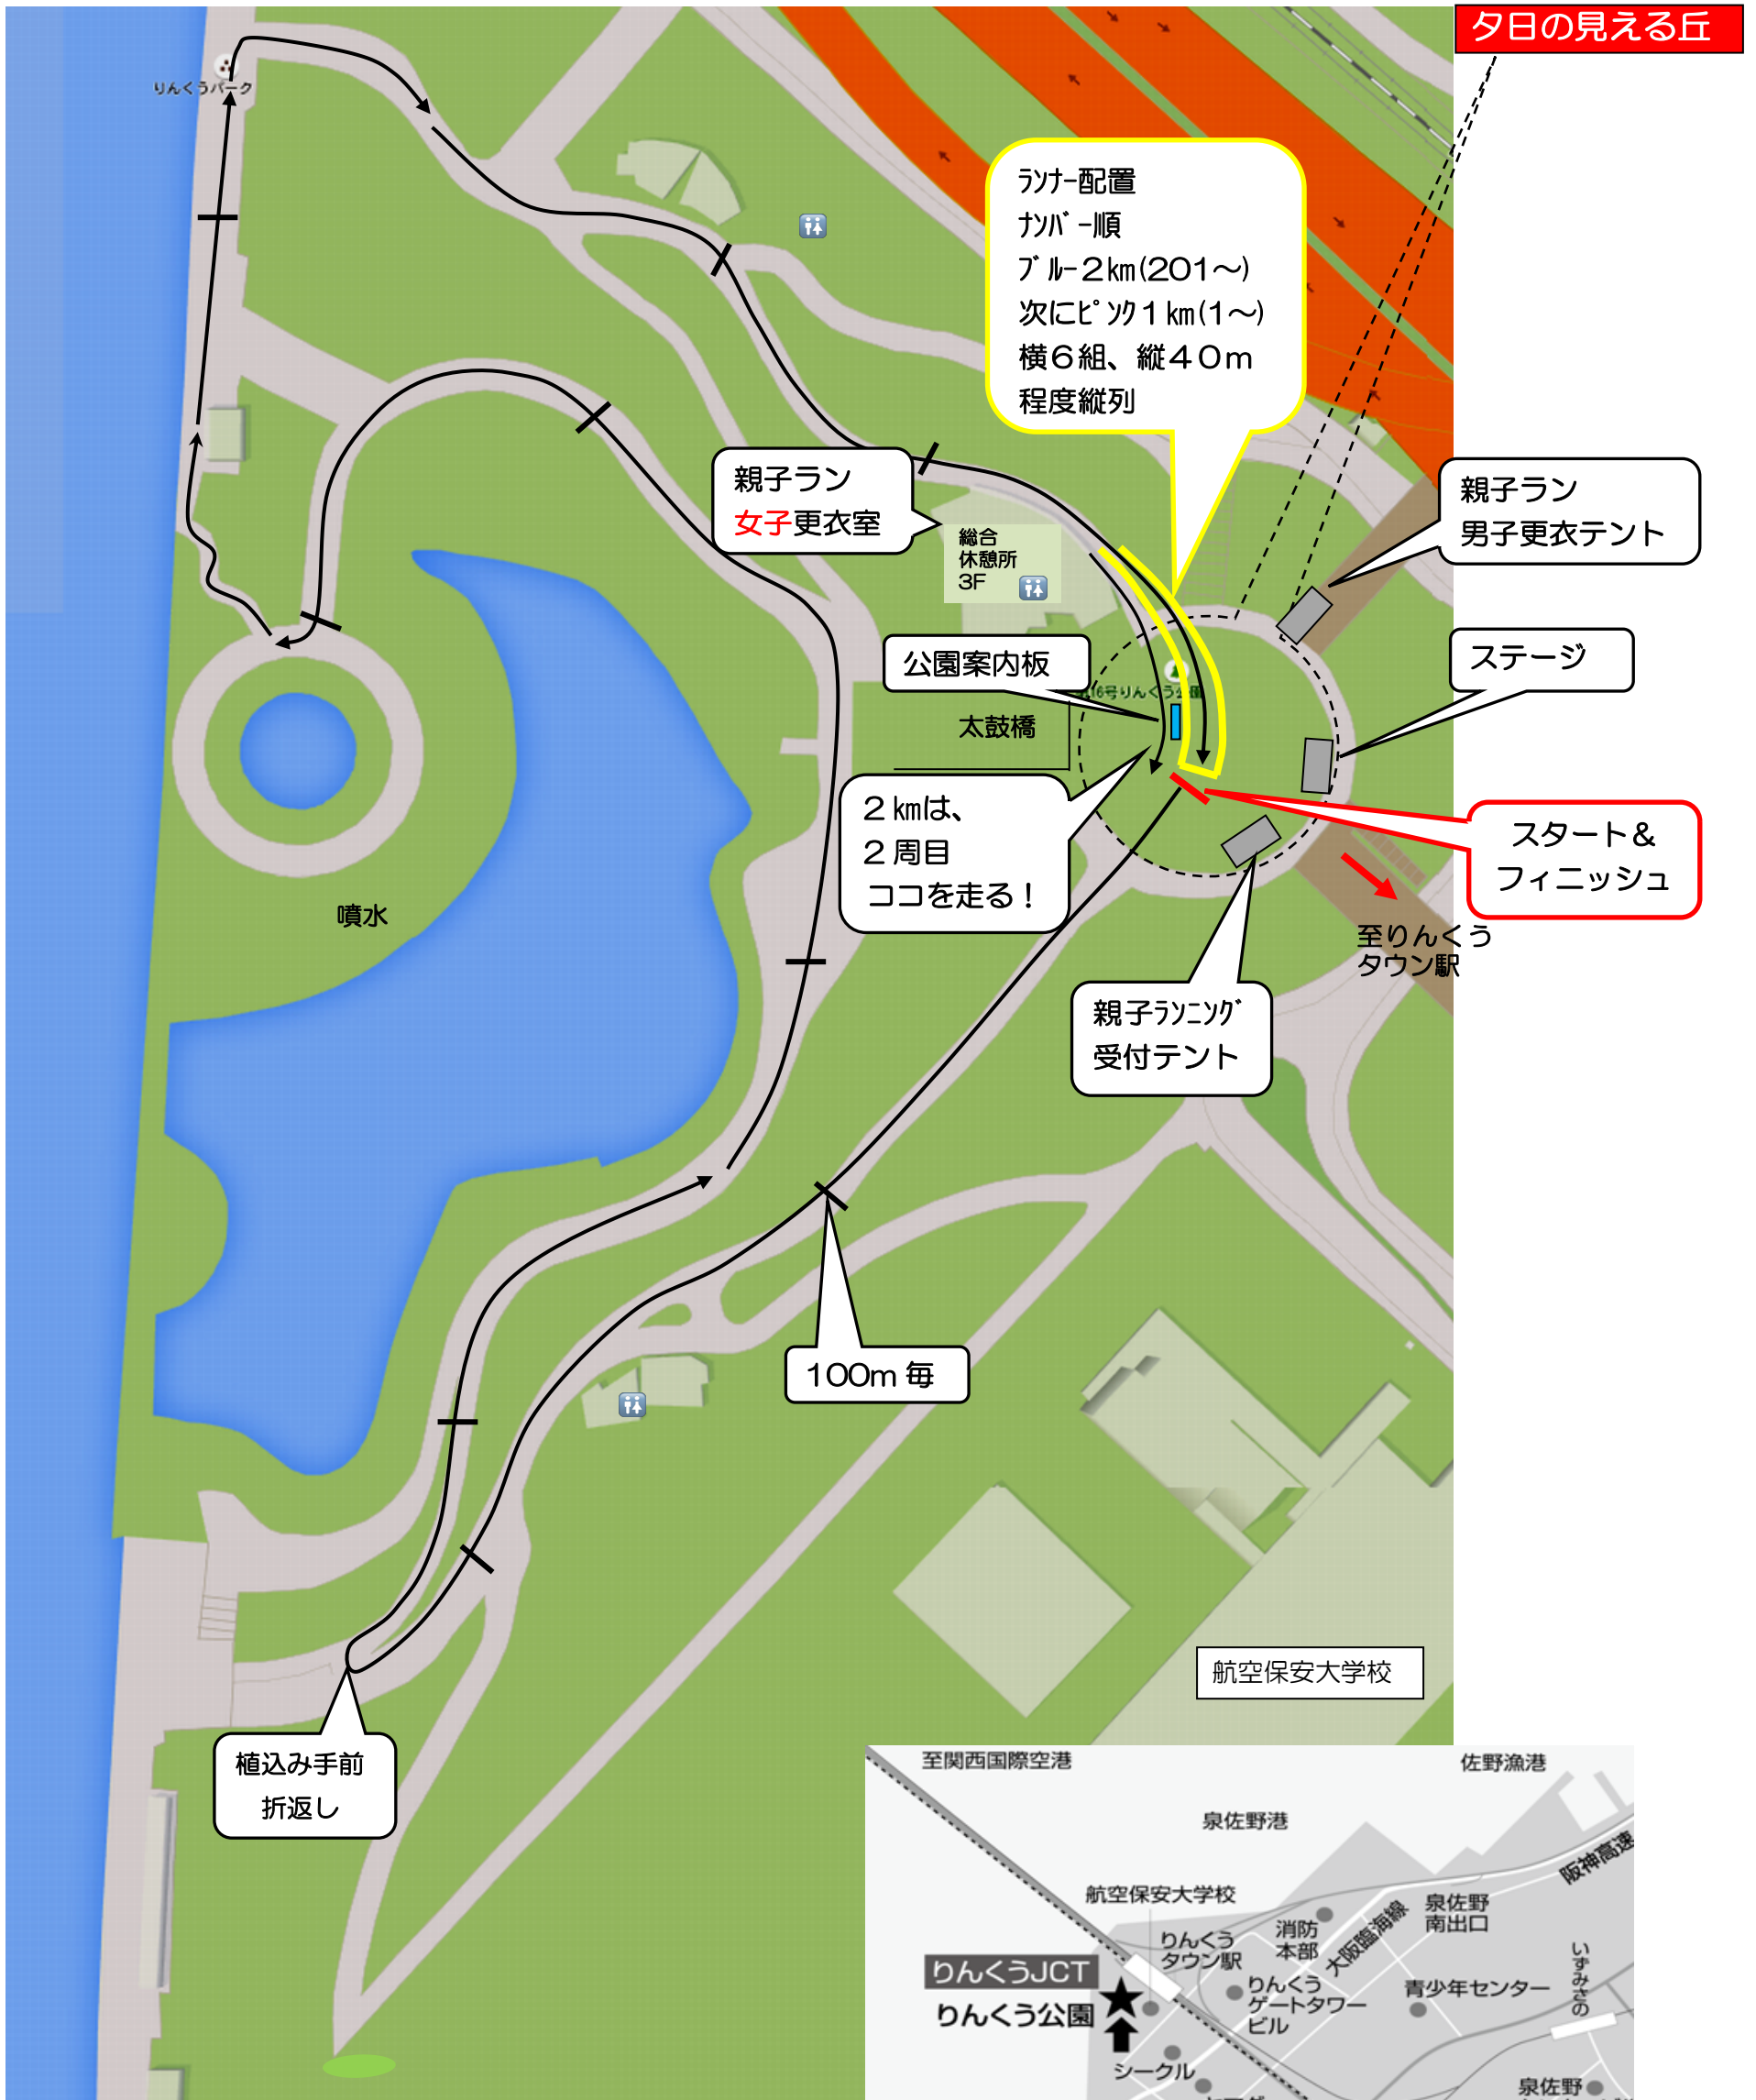 夕日の見える丘
りんくうパーク
ﾗﾝﾅｰ配置
ﾅﾝﾊﾞｰ順
ﾌﾞﾙｰ２㎞(201～)
次にﾋﾟﾝｸ１㎞(1～)
横６組、縦４０ｍ
程度縦列
親子ラン
女子更衣室
親子ラン
男子更衣テント
総合
休憩所
3F
公園案内板
ステージ
16号りんくう公園
太鼓橋
２㎞は、
２周目
ココを走る！
スタート＆
フィニッシュ
噴水
至りんくう
タウン駅
親子ﾗﾝﾆﾝｸﾞ
受付テント
100m 毎
航空保安大学校
植込み手前
折返し
至関西国際空港
佐野漁港
泉佐野港
阪神高速
航空保安大学校
泉佐野
南出口
消防
本部
大阪臨海線
りんくう
タウン駅
いずみさの
りんくうJCT
りんくう
ゲートタワー
ビル
青少年センター
りんくう公園
シークル
泉佐野